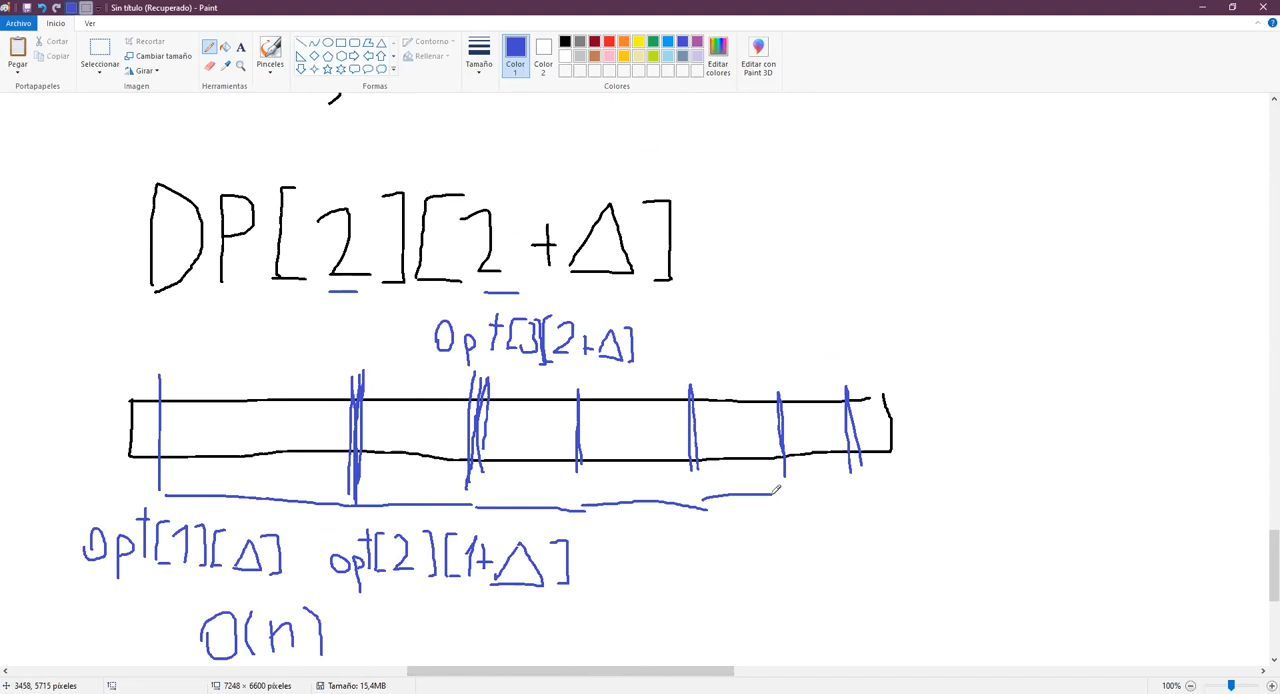 Sin título (Recuperado) - Paint
Archivo Inicio Ver
Pegar
Cortar
Copiar
Portapapeles
Seleccionar
Recortar
Cambiar tamaño
Girar
Imagen
A
Herramientas
Pinceles
Contorno
Rellenar
Formas
Tamaño
Color 1
Color 2
Editar colores
Editar con Paint 3D
Colores
DP[2][2+Δ]
Opt[3][2+Δ]
Opt[1][Δ] opt[2][1+Δ]
O(n)
3458, 5715 píxeles 7248 × 6600 píxeles Tamaño: 15,4MB 100%